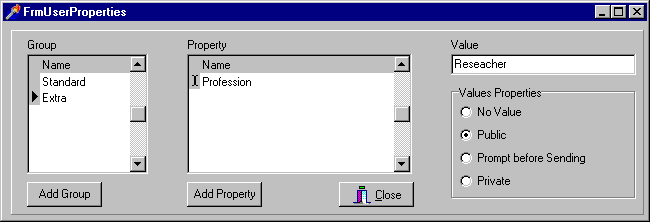 FrmUserProperties
Group
Name
Standard
Extra
Add Group
Property
Name
Profession
Add Property
Close
Value
Reseacher
Values Properties
No Value
Public
Prompt before Sending
Private